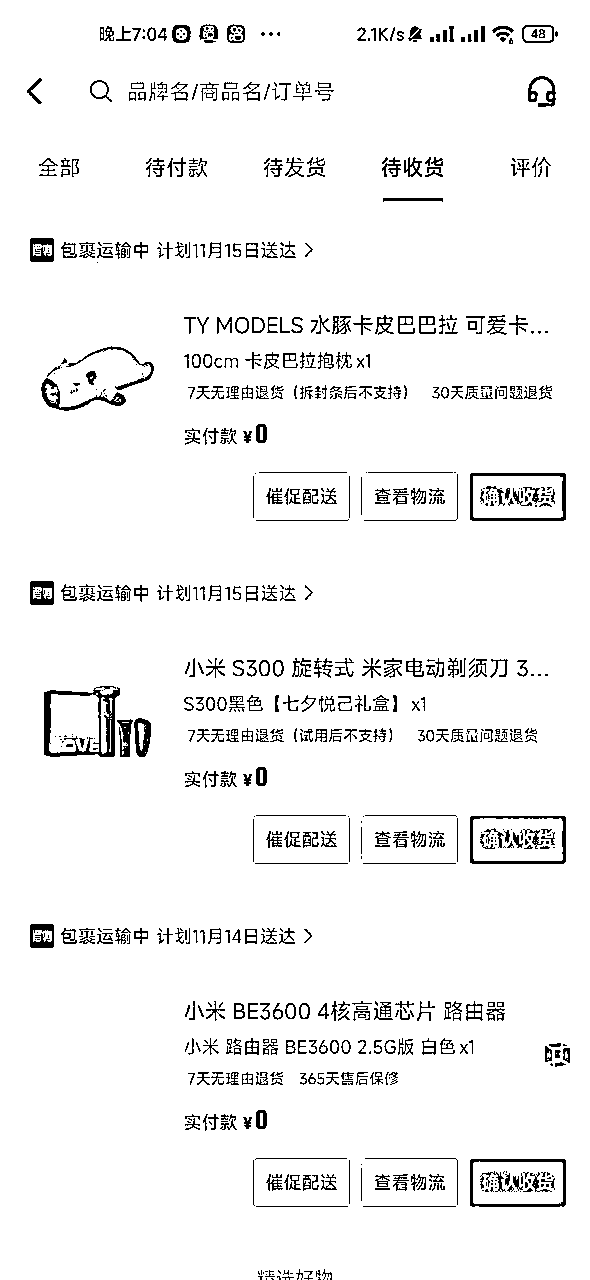 晚上7:04 ... 2.1K/s 48
品牌名/商品名/订单号
全部 待付款 待发货 待收货 评价
得物 包裹运输中 计划11月15日送达 >
TY MODELS 水豚卡皮巴巴拉 可爱卡...
100cm 卡皮巴拉抱枕 x1
7天无理由退货（拆封条后不支持） 30天质量问题退货
实付款 ¥0
催促配送 查看物流 确认收货
得物 包裹运输中 计划11月15日送达 >
小米 S300 旋转式 米家电动剃须刀 3...
S300黑色【七夕悦己礼盒】 x1
7天无理由退货（试用后不支持） 30天质量问题退货
实付款 ¥0
催促配送 查看物流 确认收货
得物 包裹运输中 计划11月14日送达 >
小米 BE3600 4核高通芯片 路由器
小米 路由器 BE3600 2.5G版 白色 x1
7天无理由退货 365天售后保修
实付款 ¥0
催促配送 查看物流 确认收货
精选好物